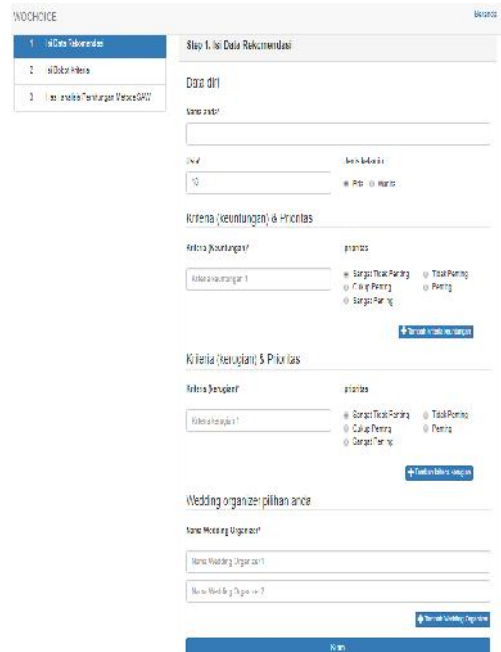 WOCHOICE
Beranda
1 Isi Data Rekomendasi
2 Isi Bobot Kriteria
3 Hasil analisis Perhitungan Metode SAW
Step 1. Isi Data Rekomendasi
Data diri
Nama anda*
Usia* Jenis kelamin
10 Pria Wanita
Kriteria (keuntungan) & Prioritas
Kriteria (Keuntungan)* prioritas
Kriteria keuntungan 1
Sangat Tidak Penting Tidak Penting
Cukup Penting Penting
Sangat Penting
Tambah kriteria keuntungan
Kriteria (kerugian) & Prioritas
Kriteria (kerugian)* prioritas
Kriteria kerugian 1
Sangat Tidak Penting Tidak Penting
Cukup Penting Penting
Sangat Penting
Tambah kriteria kerugian
Wedding organizer pilihan anda
Nama Wedding Organizer*
Nama Wedding Organizer 1
Nama Wedding Organizer 2
Tambah Wedding Organizer
Kirim